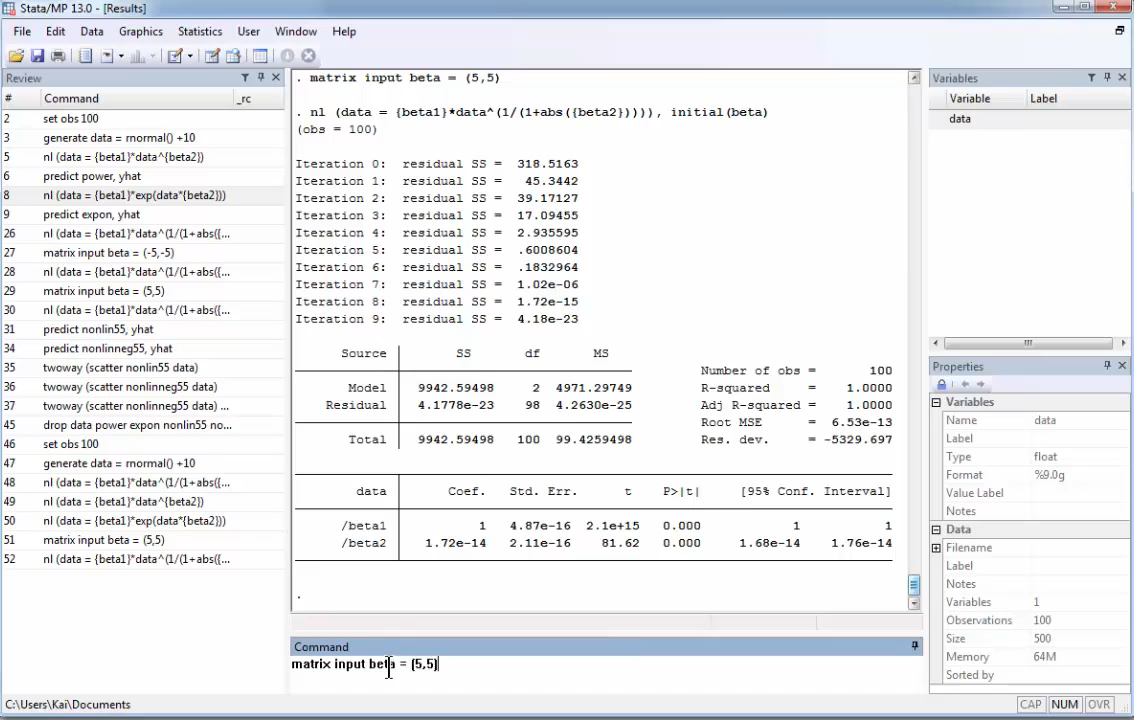 Stata/MP 13.0 - [Results]
File Edit Data Graphics Statistics User Window Help
Review
# Command _rc
2 set obs 100
3 generate data = rnormal() +10
5 nl (data = {beta1}*data^{beta2})
6 predict power, yhat
8 nl (data = {beta1}*exp(data*{beta2}))
9 predict expon, yhat
26 nl (data = {beta1}*data^(1/(1+abs({...
27 matrix input beta = (-5,-5)
28 nl (data = {beta1}*data^(1/(1+abs({...
29 matrix input beta = (5,5)
30 nl (data = {beta1}*data^(1/(1+abs({...
31 predict nonlin55, yhat
34 predict nonlinneg55, yhat
35 twoway (scatter nonlin55 data)
36 twoway (scatter nonlinneg55 data)
37 twoway (scatter nonlinneg55 data) ...
45 drop data power expon nonlin55 no...
46 set obs 100
47 generate data = rnormal() +10
48 nl (data = {beta1}*data^(1/(1+abs({...
49 nl (data = {beta1}*data^{beta2})
50 nl (data = {beta1}*exp(data*{beta2}))
51 matrix input beta = (5,5)
52 nl (data = {beta1}*data^(1/(1+abs({...
. matrix input beta = (5,5)
. nl (data = {beta1}*data^(1/(1+abs({beta2})))), initial(beta)
(obs = 100)
Iteration 0: residual SS = 318.5163
Iteration 1: residual SS = 45.3442
Iteration 2: residual SS = 39.17127
Iteration 3: residual SS = 17.09455
Iteration 4: residual SS = 2.935595
Iteration 5: residual SS = .6008604
Iteration 6: residual SS = .1832964
Iteration 7: residual SS = 1.02e-06
Iteration 8: residual SS = 1.72e-15
Iteration 9: residual SS = 4.18e-23
Source SS df MS
Number of obs = 100
Model 9942.59498 2 4971.29749 R-squared = 1.0000
Residual 4.1778e-23 98 4.2630e-25 Adj R-squared = 1.0000
Root MSE = 6.53e-13
Total 9942.59498 100 99.4259498 Res. dev. = -5329.697
data Coef. Std. Err. t P>|t| [95% Conf. Interval]
/beta1 1 4.87e-16 2.1e+15 0.000 1 1
/beta2 1.72e-14 2.11e-16 81.62 0.000 1.68e-14 1.76e-14
.
Command
matrix input beta = (5,5)
Variables
Variable Label
data
Properties
Variables
Name data
Label
Type float
Format %9.0g
Value Label
Notes
Data
Filename
Label
Notes
Variables 1
Observations 100
Size 500
Memory 64M
Sorted by
C:\Users\Kai\Documents
CAP NUM OVR